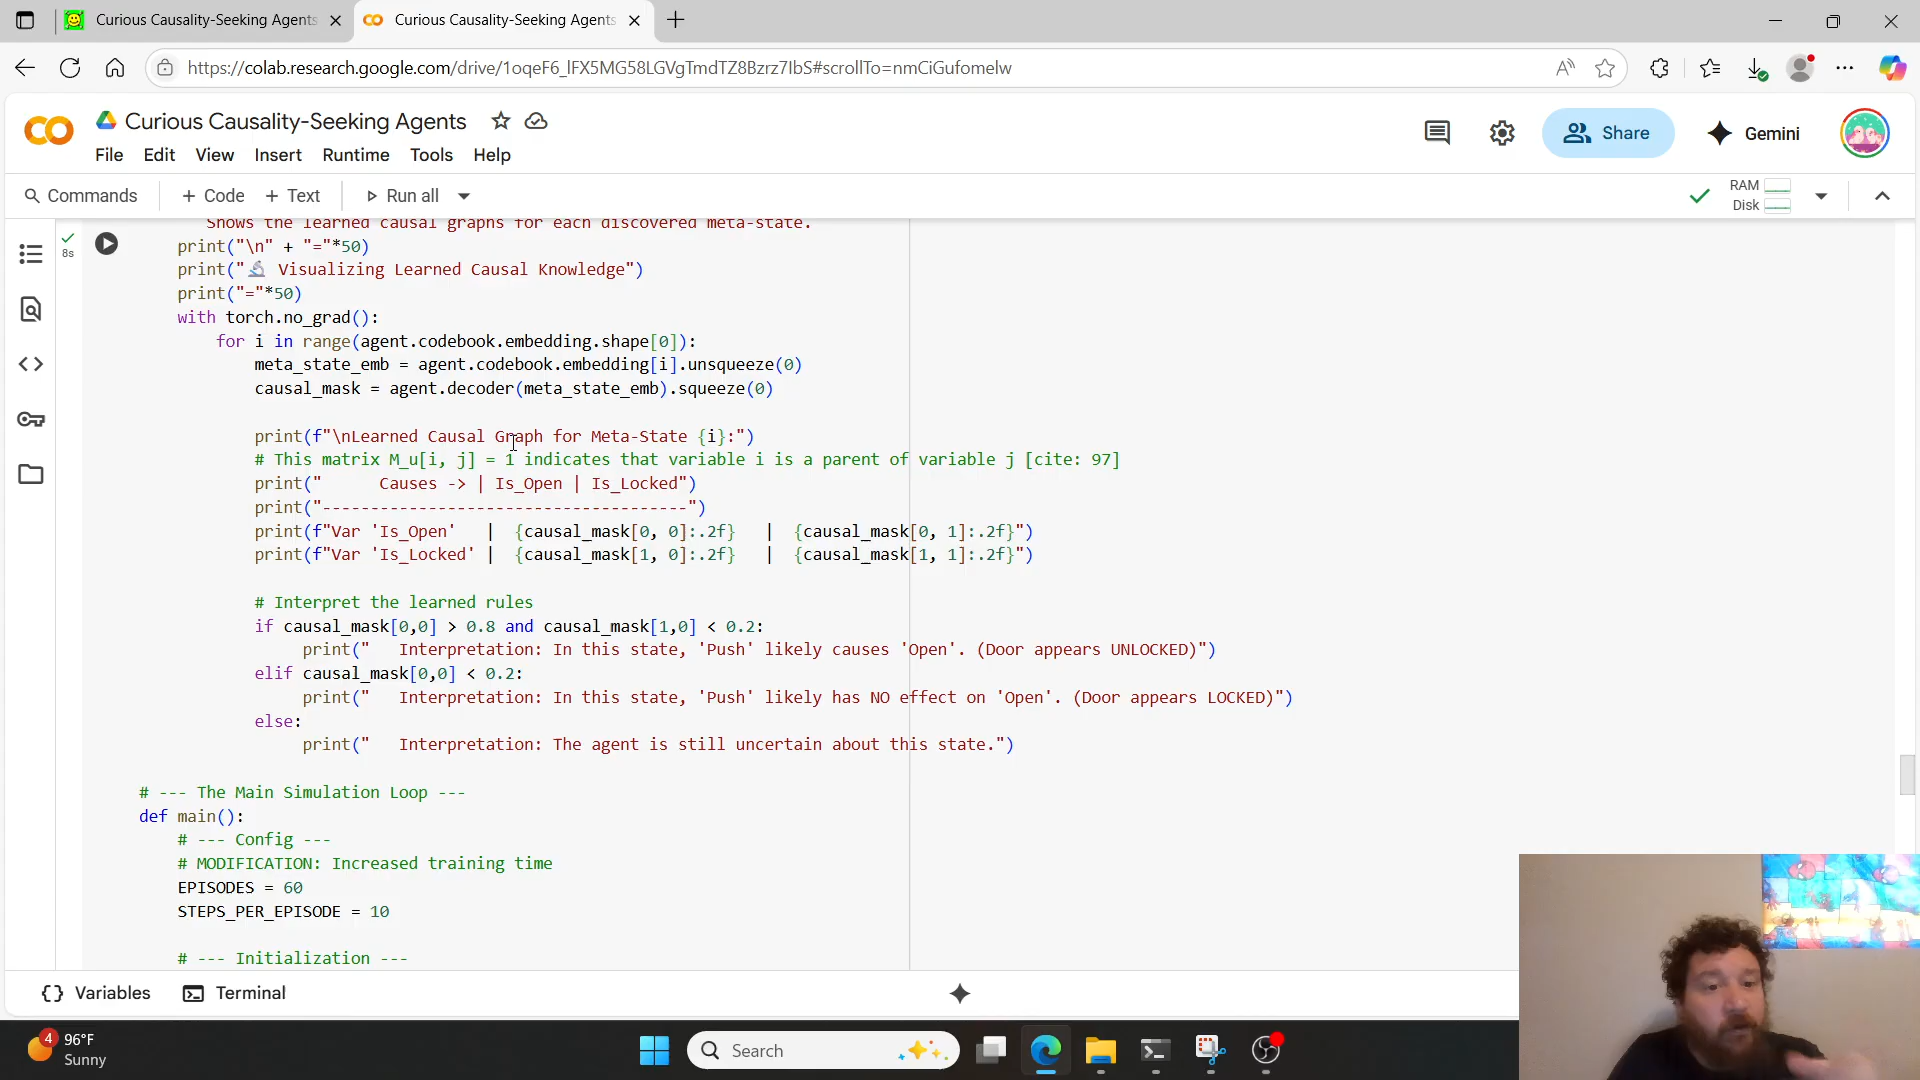 Curious Causality-Seeking Agents
Curious Causality-Seeking Agents
https://colab.research.google.com/drive/1oqeF6_lFX5MG58LGVgTmdTZ8Bzrz7IbS#scrollTo=nmCiGufomelw
Curious Causality-Seeking Agents
Share
Gemini
File Edit View Insert Runtime Tools Help
Commands + Code + Text Run all
RAM
Disk
8s
Shows the learned causal graphs for each discovered meta-state.
print("\n" + "="*50)
print("🔬 Visualizing Learned Causal Knowledge")
print("="*50)
with torch.no_grad():
for i in range(agent.codebook.embedding.shape[0]):
meta_state_emb = agent.codebook.embedding[i].unsqueeze(0)
causal_mask = agent.decoder(meta_state_emb).squeeze(0)
print(f"\nLearned Causal Graph for Meta-State {i}:")
# This matrix M_u[i, j] = 1 indicates that variable i is a parent of variable j [cite: 97]
print("      Causes -> | Is_Open | Is_Locked")
print("--------------------------------------")
print(f"Var 'Is_Open'   |  {causal_mask[0, 0]:.2f}   |  {causal_mask[0, 1]:.2f}")
print(f"Var 'Is_Locked' |  {causal_mask[1, 0]:.2f}   |  {causal_mask[1, 1]:.2f}")
# Interpret the learned rules
if causal_mask[0,0] > 0.8 and causal_mask[1,0] < 0.2:
print("   Interpretation: In this state, 'Push' likely causes 'Open'. (Door appears UNLOCKED)")
elif causal_mask[0,0] < 0.2:
print("   Interpretation: In this state, 'Push' likely has NO effect on 'Open'. (Door appears LOCKED)")
else:
print("   Interpretation: The agent is still uncertain about this state.")
# --- The Main Simulation Loop ---
def main():
# --- Config ---
# MODIFICATION: Increased training time
EPISODES = 60
STEPS_PER_EPISODE = 10
# --- Initialization ---
Variables Terminal
4
96°F
Sunny
Search